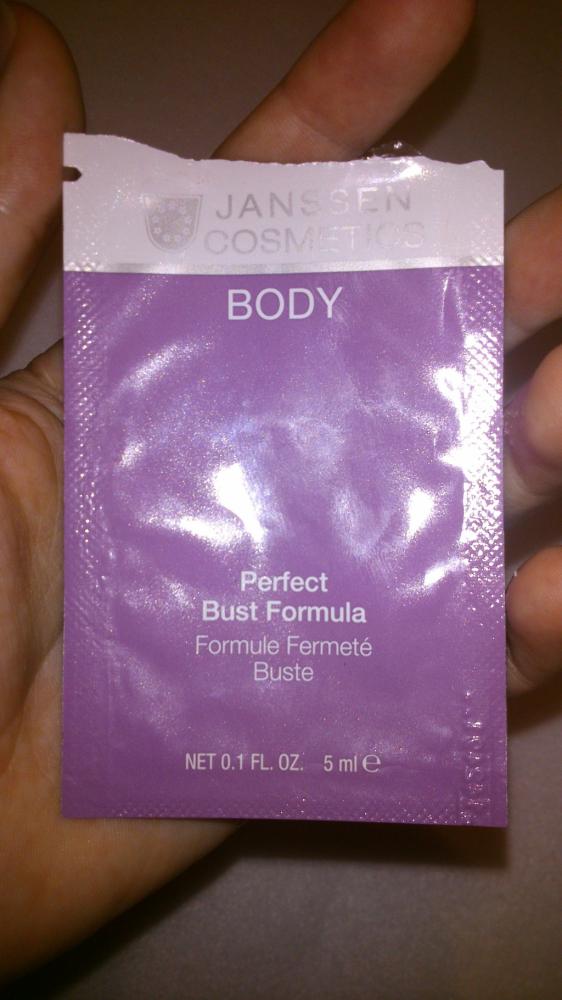 JANSSEN
COSMETICS
BODY
Perfect
Bust Formula
Formule Fermeté
Buste
NET 0.1 FL. OZ. 5 ml ℮